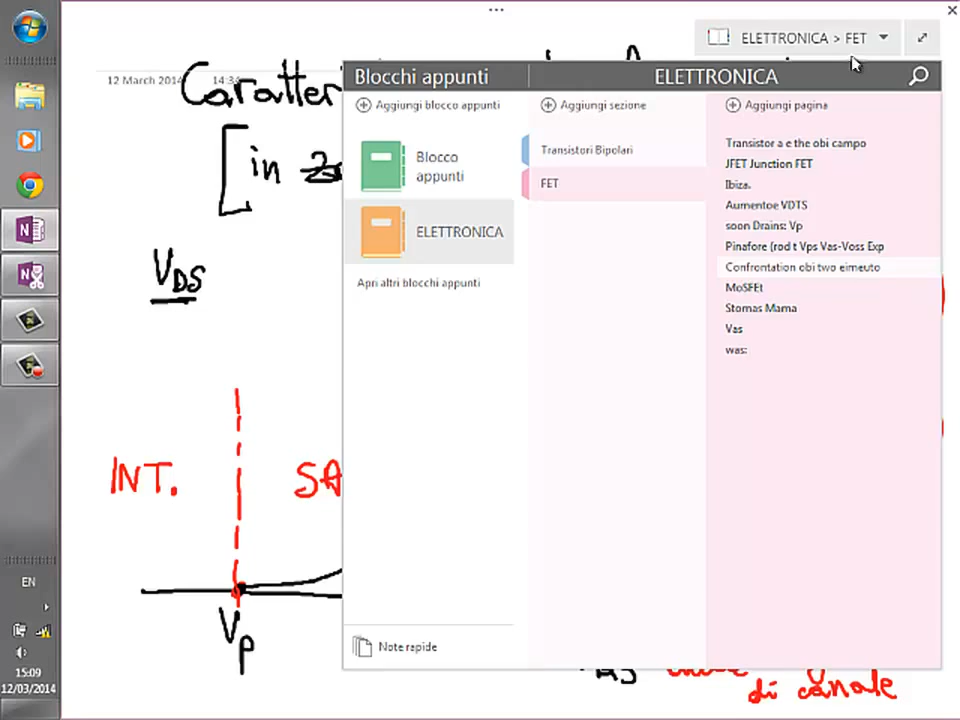 ELETTRONICA > FET
12 March 2014 14:34
Caratter
Blocchi appunti
ELETTRONICA
Aggiungi blocco appunti
Aggiungi sezione
Aggiungi pagina
Blocco appunti
ELETTRONICA
Apri altri blocchi appunti
Transistori Bipolari
FET
Transistor a e the obi campo
JFET Junction FET
Ibiza.
Aumentoe VDTS
soon Drains: Vp
Pinafore (rod t Vps Vas-Voss Exp
Confrontation obi two eimeuto
MoSFEt
Stomas Mama
Vas
was:
[in
VDS
INT.
SA
Vp
Note rapide
di canale
EN
15:09
12/03/2014